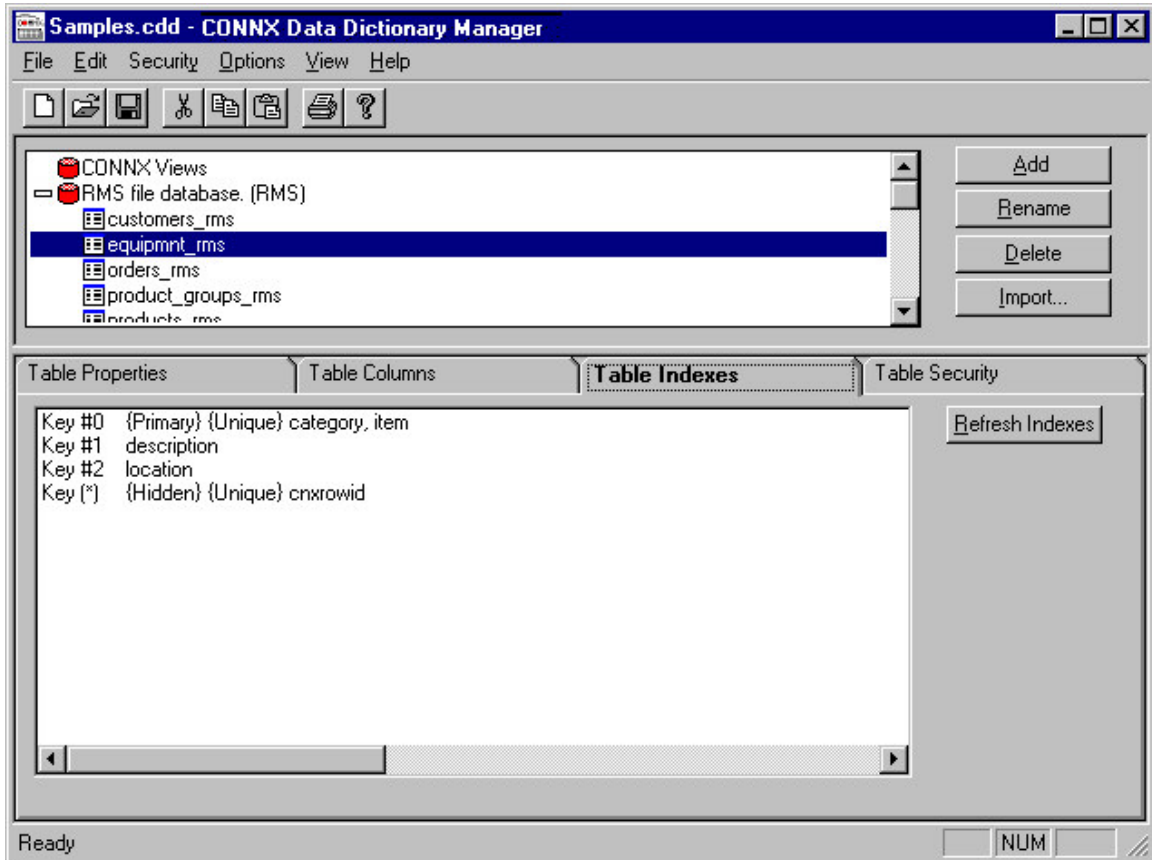 Samples.cdd - CONNX Data Dictionary Manager
File Edit Security Options View Help
CONNX Views
RMS file database. (RMS)
customers_rms
equipmnt_rms
orders_rms
product_groups_rms
products_rms
Add
Rename
Delete
Import...
Table Properties Table Columns Table Indexes Table Security
Key #0 {Primary} {Unique} category, item
Key #1 description
Key #2 location
Key (*) {Hidden} {Unique} cnxrowid
Refresh Indexes
Ready NUM